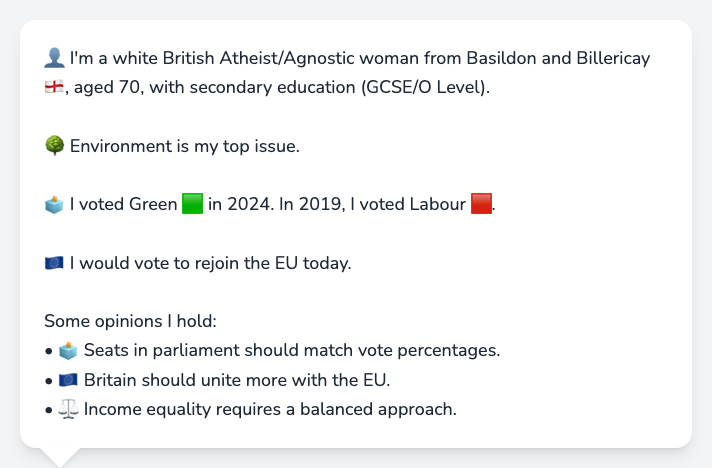 👤 I'm a white British Atheist/Agnostic woman from Basildon and Billericay
🏴󠁧󠁢󠁥󠁮󠁧󠁿, aged 70, with secondary education (GCSE/O Level).
🌳 Environment is my top issue.
🗳️ I voted Green 🟩 in 2024. In 2019, I voted Labour 🟥.
🇪🇺 I would vote to rejoin the EU today.
Some opinions I hold:
• 🗳️ Seats in parliament should match vote percentages.
• 🇪🇺 Britain should unite more with the EU.
• ⚖️ Income equality requires a balanced approach.